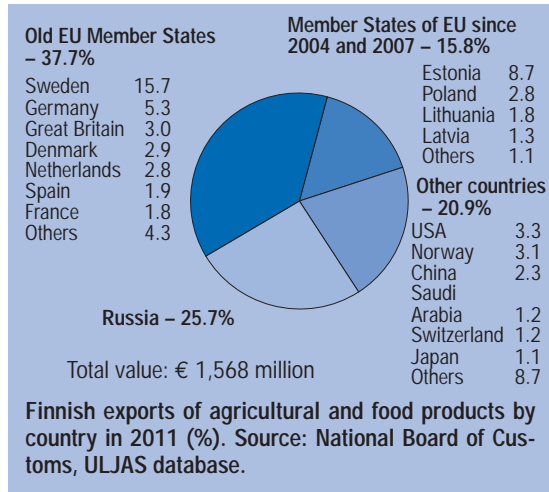 Old EU Member States
– 37.7%
Sweden 15.7
Germany 5.3
Great Britain 3.0
Denmark 2.9
Netherlands 2.8
Spain 1.9
France 1.8
Others 4.3
Member States of EU since
2004 and 2007 – 15.8%
Estonia 8.7
Poland 2.8
Lithuania 1.8
Latvia 1.3
Others 1.1
Other countries
– 20.9%
USA 3.3
Norway 3.1
China 2.3
Saudi
Arabia 1.2
Switzerland 1.2
Japan 1.1
Others 8.7
Russia – 25.7%
Total value: € 1,568 million
Finnish exports of agricultural and food products by
country in 2011 (%). Source: National Board of Cus-
toms, ULJAS database.